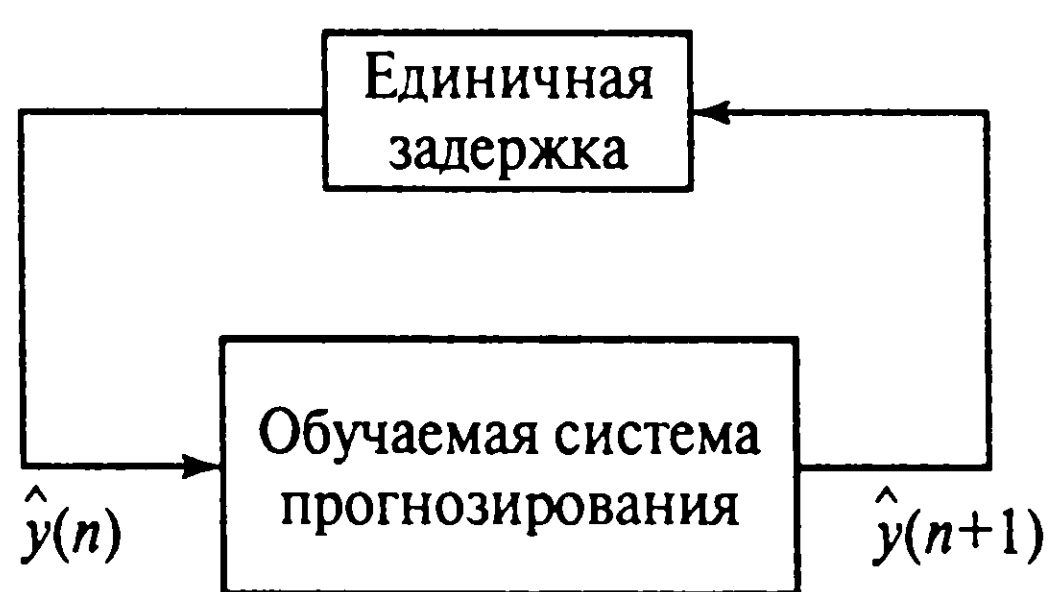 Единичная
задержка
Обучаемая система
прогнозирования
ŷ(n)
ŷ(n+1)